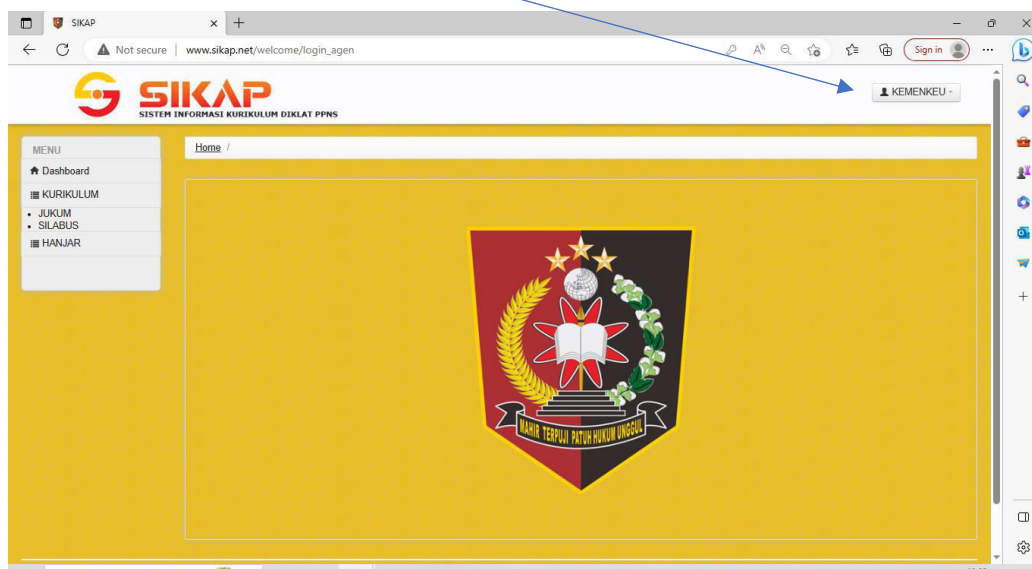 SIKAP
Not secure | www.sikap.net/welcome/login_agen
Sign in
SIKAP
SISTEM INFORMASI KURIKULUM DIKLAT PPNS
KEMENKEU
MENU
Home /
Dashboard
KURIKULUM
JUKUM
SILABUS
HANJAR
MAHIR TERPUJI PATUH HUKUM UNGGUL